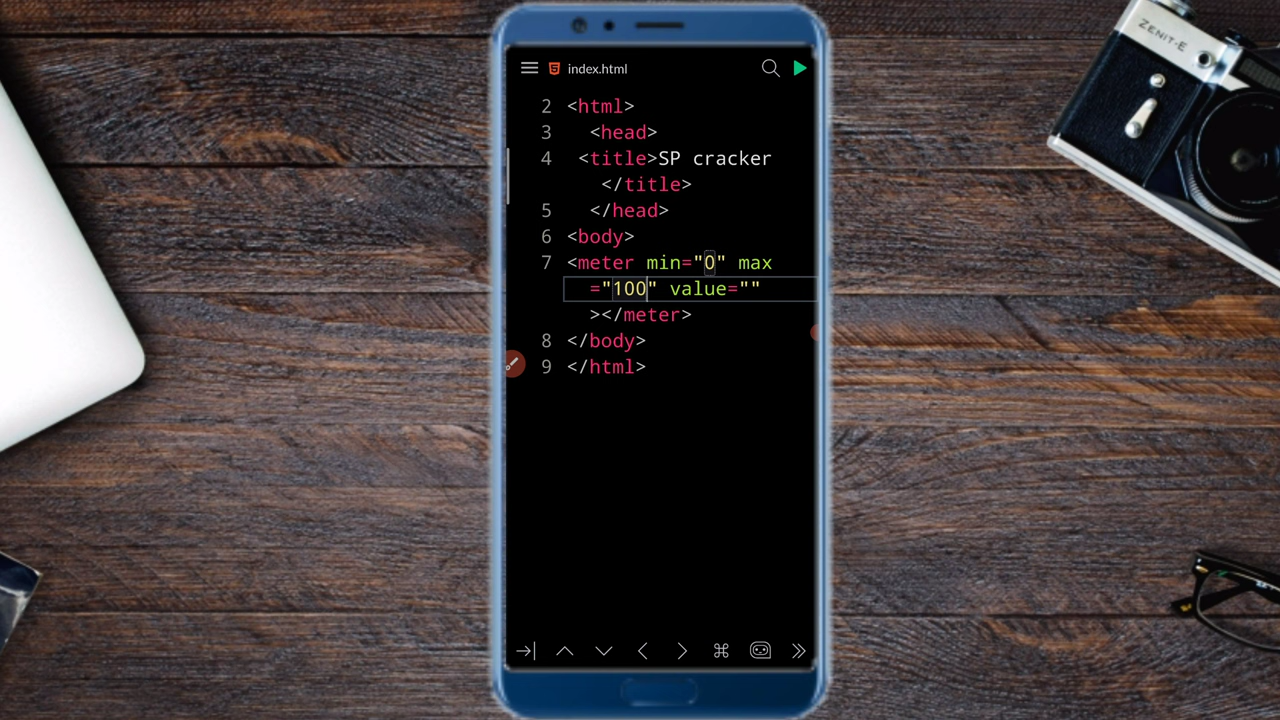 ZENIT-E
index.html
2 <html>
3 <head>
4 <title>SP cracker
</title>
5 </head>
6 <body>
7 <meter min="0" max
="100" value=""
></meter>
8 </body>
9 </html>